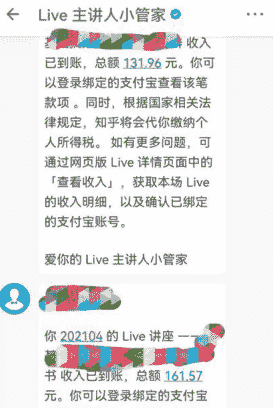 Live 主讲人小管家
收入
已到账，总额 131.96 元。你可
以登录绑定的支付宝查看该笔
款项 。同时，根据国家相关法
律规定，知乎将会代你缴纳个
人所得税。 如有更多问题，可
通过网页版 Live 详情页面中的
「查看收入」，获取本场 Live
的收入明细，以及确认已绑定
的支付宝账号。
爱你的 Live 主讲人小管家
你 202104 的 Live 讲座 一一
书 收入已到账，总额 161.57
元。你可以登录绑定的支付宝